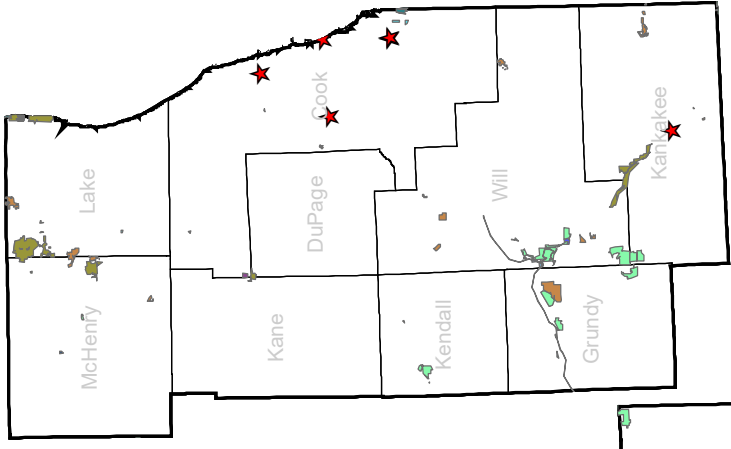 Lake
Cook
DuPage
Will
Kankakee
McHenry
Kane
Kendall
Grundy